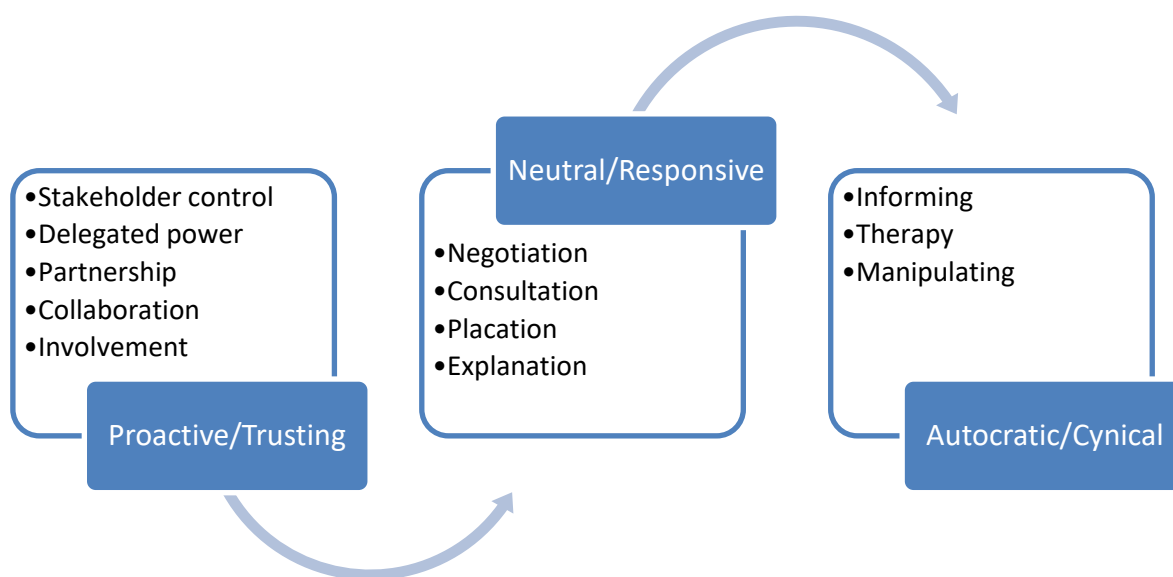 •Stakeholder control
•Delegated power
•Partnership
•Collaboration
•Involvement
Proactive/Trusting
Neutral/Responsive
•Negotiation
•Consultation
•Placation
•Explanation
•Informing
•Therapy
•Manipulating
Autocratic/Cynical